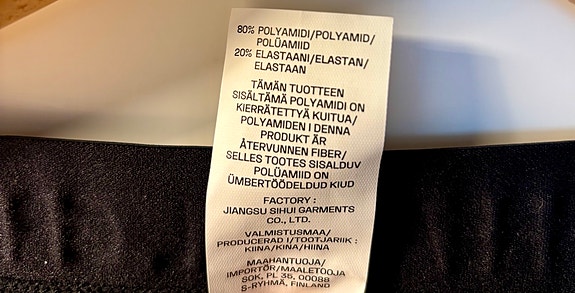 80% POLYAMIDI/POLYAMID/
POLÜAMIID
20% ELASTAANI/ELASTAN/
ELASTAAN
TÄMÄN TUOTTEEN
SISÄLTÄMÄ POLYAMIDI ON
KIERRÄTETTYÄ KUITUA/
POLYAMIDEN I DENNA
PRODUKT ÄR
ÅTERVUNNEN FIBER/
SELLES TOOTES SISALDUV
POLÜAMIID ON
ÜMBERTÖÖDELDUD KIUD
FACTORY :
JIANGSU SIHUI GARMENTS
CO., LTD.
VALMISTUSMAA/
PRODUCERAD I/TOOTJARIIK :
KIINA/KINA/HIINA
MAAHANTUOJA/
IMPORTÖR/MAALETOOJA
SOK, PL 35, 00088
S-RYHMÄ, FINLAND